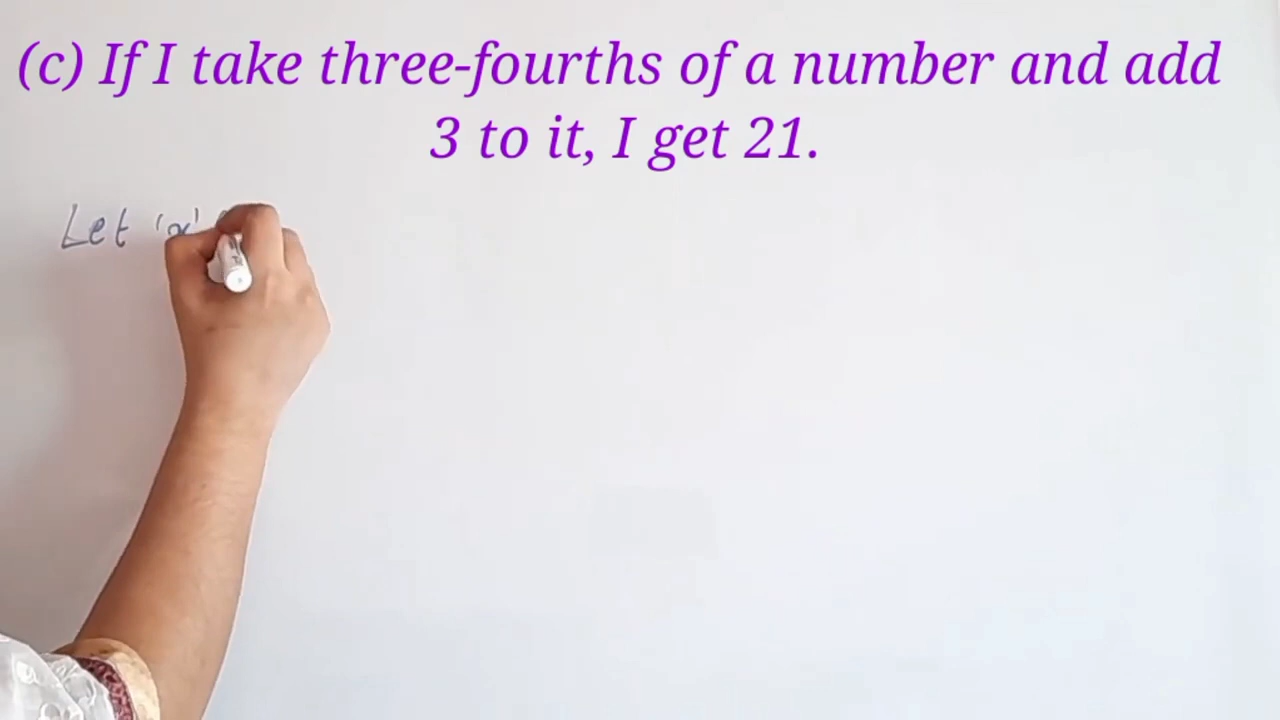 (c) If I take three-fourths of a number and add
3 to it, I get 21.
Let 'x'